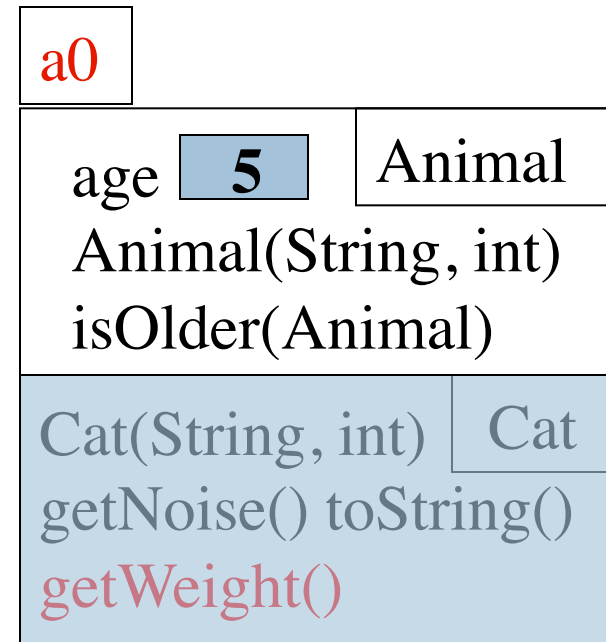 a0
age 5 Animal
Animal(String, int)
isOlder(Animal)
Cat(String, int) Cat
getNoise() toString()
getWeight()